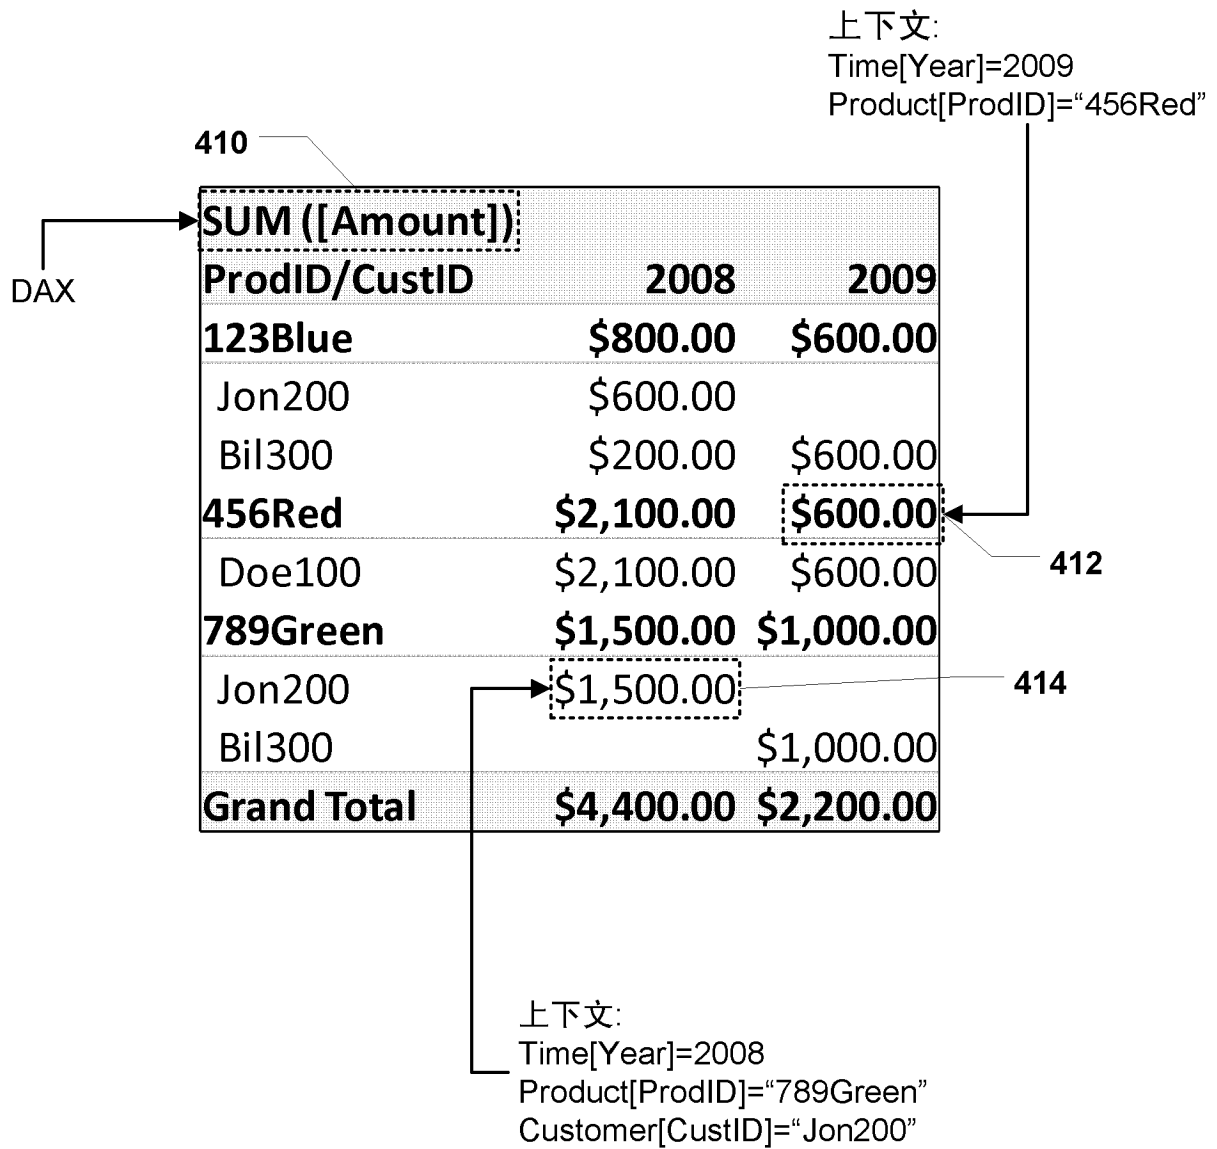 上下文:
Time[Year]=2009
Product[ProdID]=“456Red”
410
SUM ([Amount])
DAX
ProdID/CustID 2008 2009
123Blue $800.00 $600.00
Jon200 $600.00
Bil300 $200.00 $600.00
456Red $2,100.00 $600.00
412
Doe100 $2,100.00 $600.00
789Green $1,500.00 $1,000.00
Jon200 $1,500.00
414
Bil300 $1,000.00
Grand Total $4,400.00 $2,200.00
上下文:
Time[Year]=2008
Product[ProdID]=“789Green”
Customer[CustID]=“Jon200”